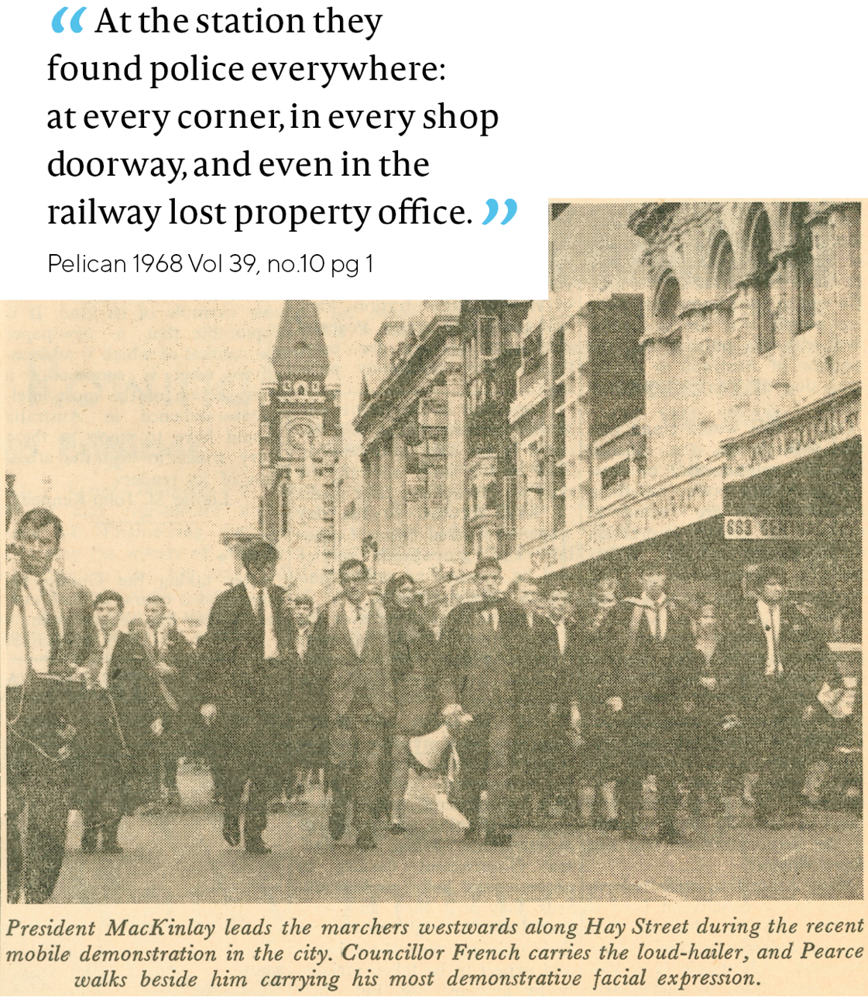 “At the station they
found police everywhere:
at every corner, in every shop
doorway, and even in the
railway lost property office.”
Pelican 1968 Vol 39, no.10 pg 1
663
President MacKinlay leads the marchers westwards along Hay Street during the recent
mobile demonstration in the city. Councillor French carries the loud-hailer, and Pearce
walks beside him carrying his most demonstrative facial expression.